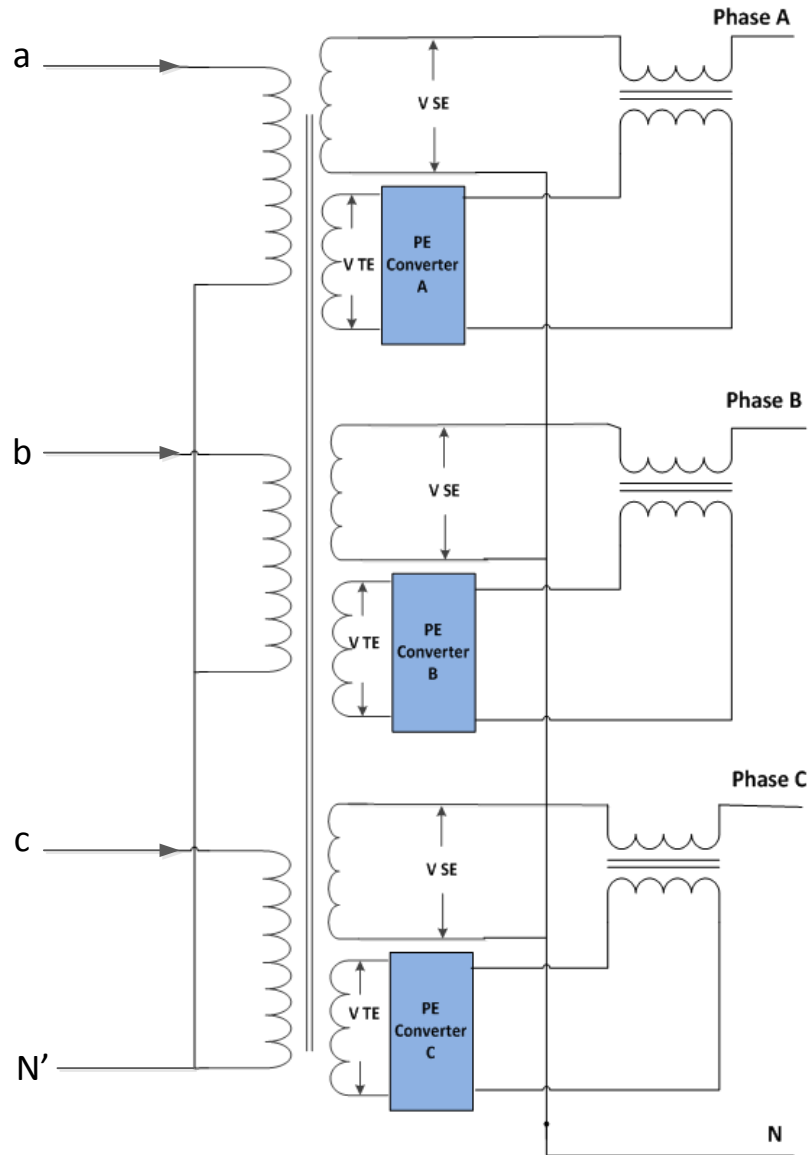 Phase A
a
V SE
V TE
PE
Converter
A
Phase B
b
V SE
V TE
PE
Converter
B
Phase C
c
V SE
V TE
PE
Converter
C
N’
N